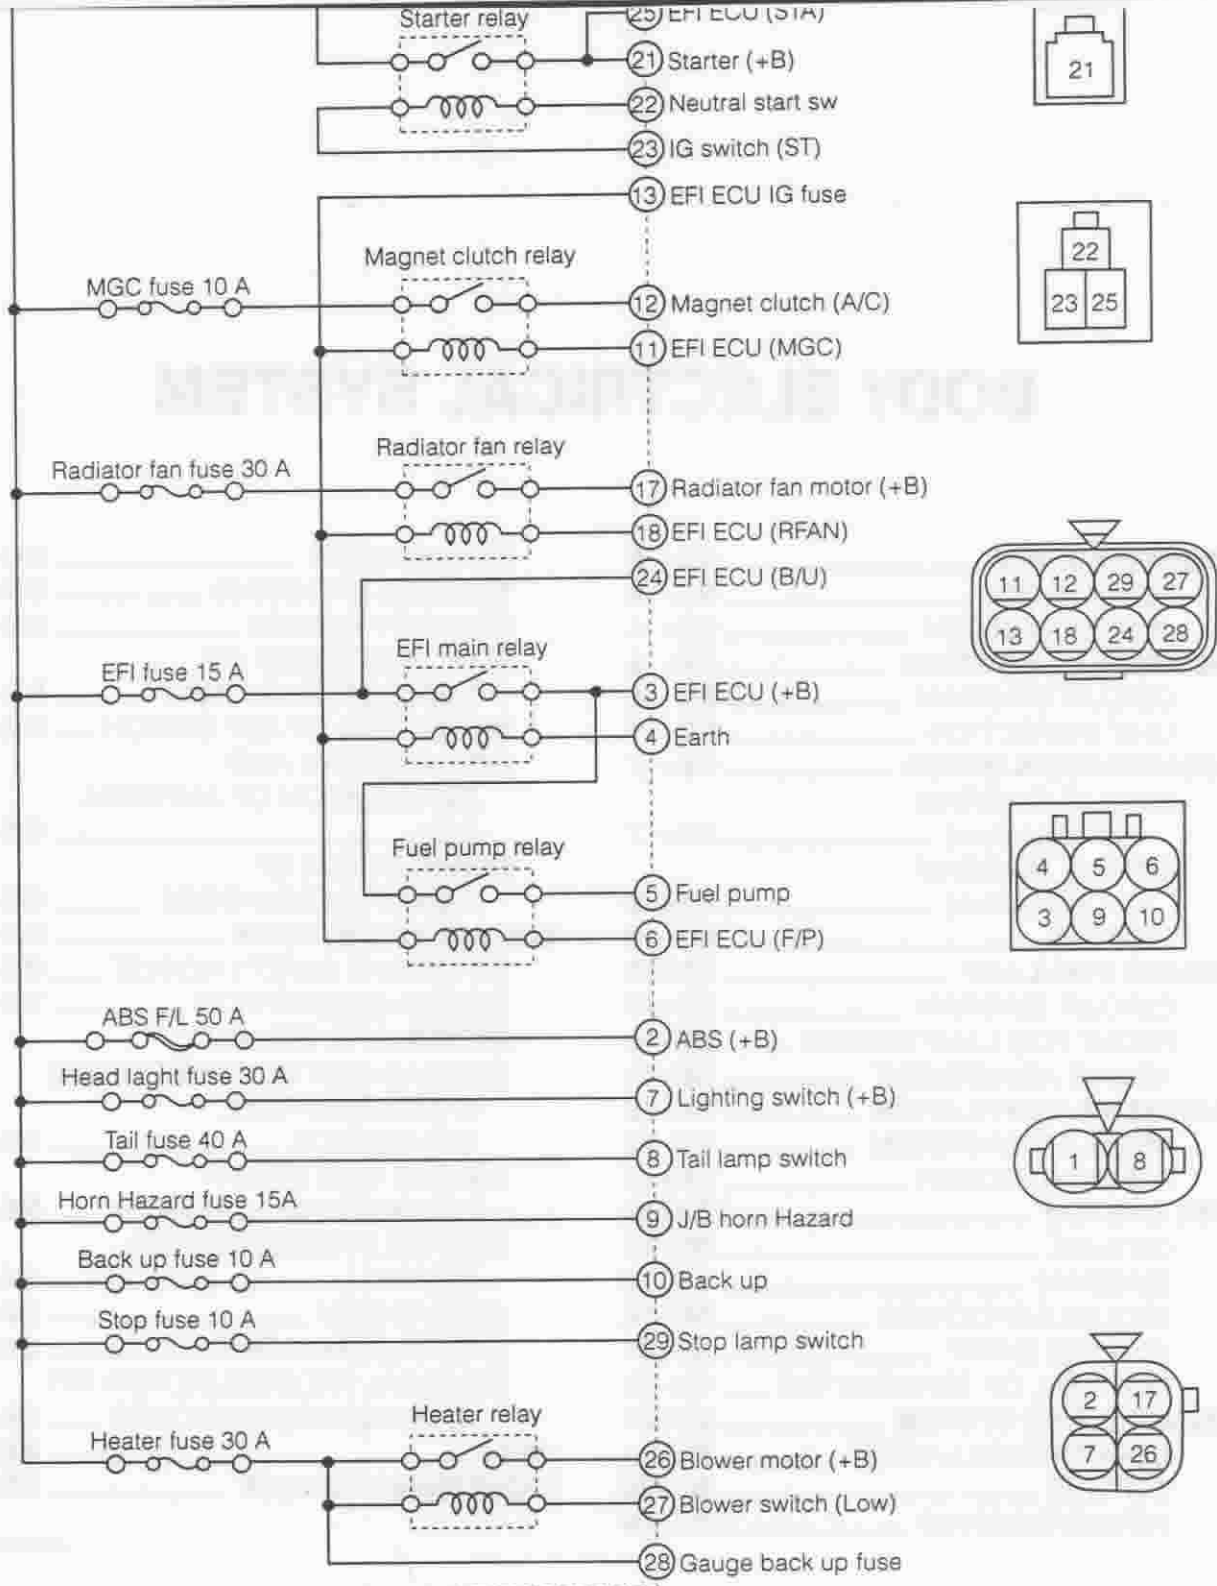 Starter relay
25 EFI ECU (STA)
21 Starter (+B)
22 Neutral start sw
23 IG switch (ST)
13 EFI ECU IG fuse
21
Magnet clutch relay
MGC fuse 10 A
12 Magnet clutch (A/C)
11 EFI ECU (MGC)
22
23 25
Radiator fan relay
Radiator fan fuse 30 A
17 Radiator fan motor (+B)
18 EFI ECU (RFAN)
24 EFI ECU (B/U)
11 12 29 27
13 18 24 28
EFI main relay
EFI fuse 15 A
3 EFI ECU (+B)
4 Earth
Fuel pump relay
5 Fuel pump
6 EFI ECU (F/P)
4 5 6
3 9 10
ABS F/L 50 A
2 ABS (+B)
Head laght fuse 30 A
7 Lighting switch (+B)
Tail fuse 40 A
8 Tail lamp switch
1 8
Horn Hazard fuse 15A
9 J/B horn Hazard
Back up fuse 10 A
10 Back up
Stop fuse 10 A
29 Stop lamp switch
2 17
7 26
Heater relay
Heater fuse 30 A
26 Blower motor (+B)
27 Blower switch (Low)
28 Gauge back up fuse